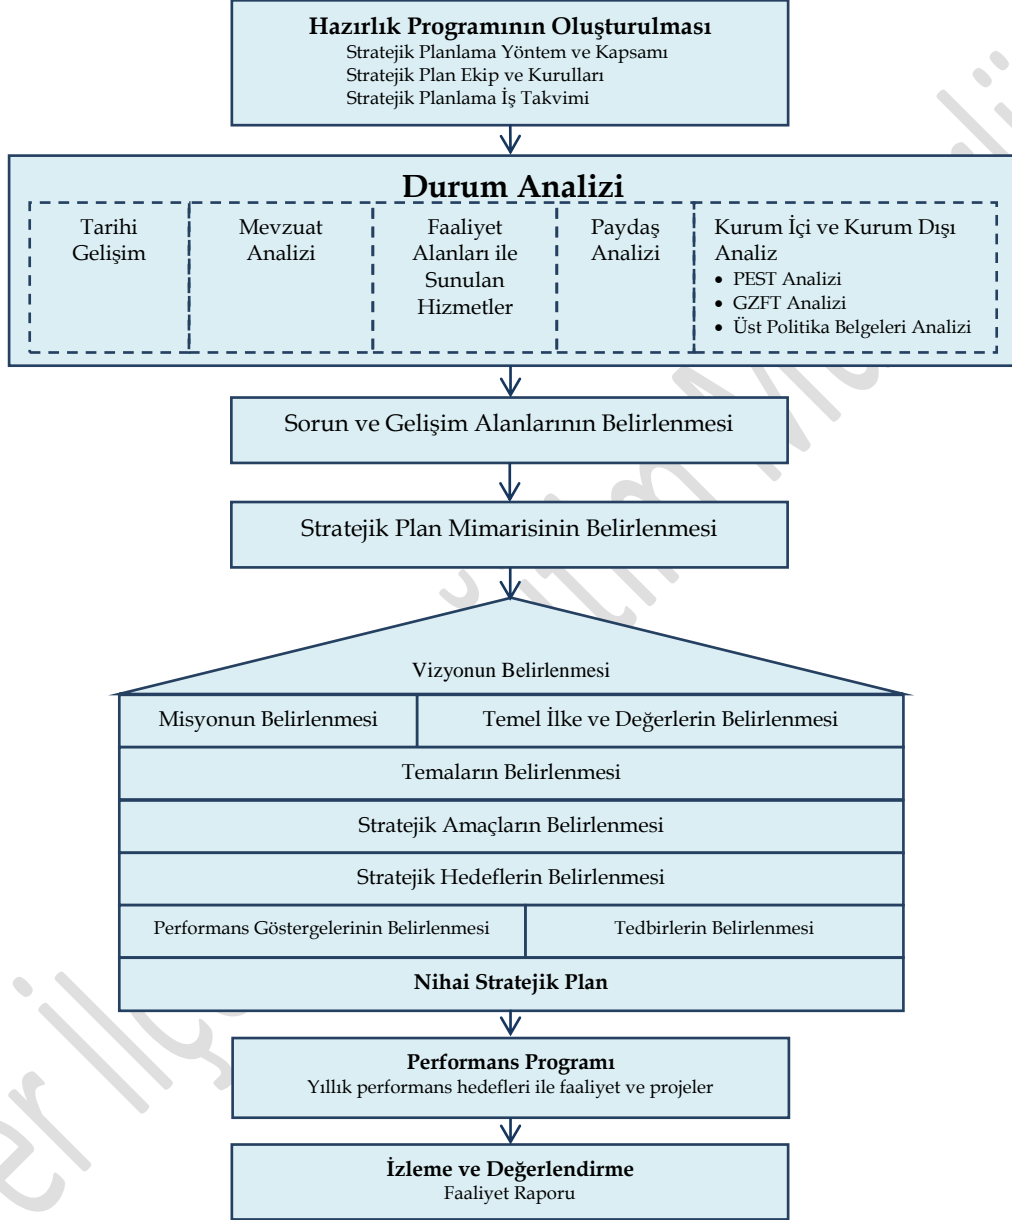 Hazırlık Programının Oluşturulması
Stratejik Planlama Yöntem ve Kapsamı
Stratejik Plan Ekip ve Kurulları
Stratejik Planlama İş Takvimi
Durum Analizi
Tarihi
Gelişim
Mevzuat
Analizi
Faaliyet
Alanları ile
Sunulan
Hizmetler
Paydaş
Analizi
Kurum İçi ve Kurum Dışı
Analiz
• PEST Analizi
• GZFT Analizi
• Üst Politika Belgeleri Analizi
Sorun ve Gelişim Alanlarının Belirlenmesi
Stratejik Plan Mimarisinin Belirlenmesi
Vizyonun Belirlenmesi
Misyonun Belirlenmesi
Temel İlke ve Değerlerin Belirlenmesi
Temaların Belirlenmesi
Stratejik Amaçların Belirlenmesi
Stratejik Hedeflerin Belirlenmesi
Performans Göstergelerinin Belirlenmesi
Tedbirlerin Belirlenmesi
Nihai Stratejik Plan
Performans Programı
Yıllık performans hedefleri ile faaliyet ve projeler
İzleme ve Değerlendirme
Faaliyet Raporu